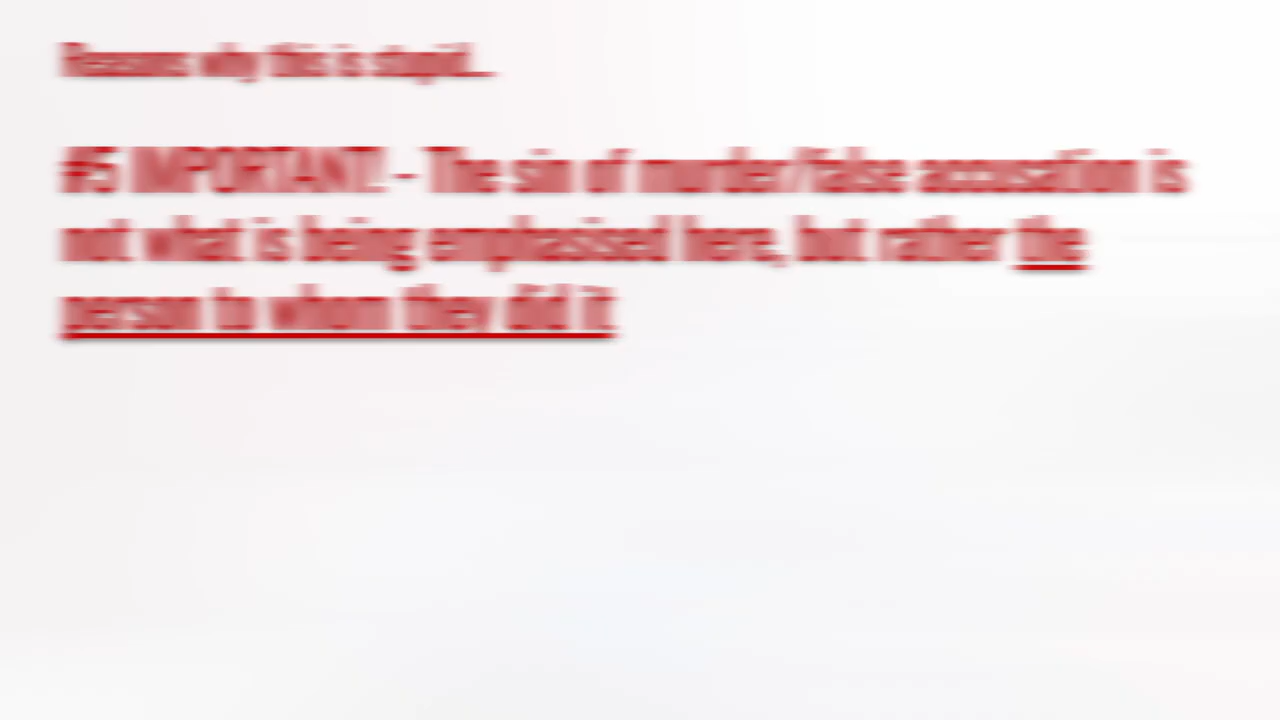 Reasons why this is stupid...
#5 IMPORTANT! - The sin of murder/false accusation is
not what is being emphasised here, but rather the
person to whom they did it.